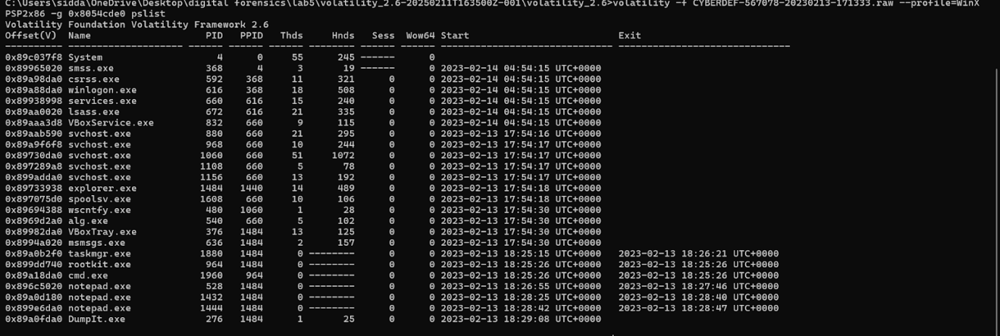 C:\Users\sidda\OneDrive\Desktop\digital forensics\lab5\volatility_2.6-20250211T163500Z-001\volatility_2.6>volatility -f CYBERDEF-567078-20230213-171333.raw --profile=WinX
PSP2x86 -g 0x8054cde0 pslist
Volatility Foundation Volatility Framework 2.6
Offset(V)  Name                    PID   PPID   Thds     Hnds   Sess  Wow64 Start                          Exit
---------- -------------------- ------ ------ ------ -------- ------ ------ ------------------------------ ------------------------------
0x89c037f8 System                    4      0     55      245 ------      0
0x89965020 smss.exe                368      4      3       19 ------      0 2023-02-14 04:54:15 UTC+0000
0x89a98da0 csrss.exe               592    368     11      321      0      0 2023-02-14 04:54:15 UTC+0000
0x89a88da0 winlogon.exe            616    368     18      508      0      0 2023-02-14 04:54:15 UTC+0000
0x89938998 services.exe            660    616     15      240      0      0 2023-02-14 04:54:15 UTC+0000
0x89aa0020 lsass.exe               672    616     21      335      0      0 2023-02-14 04:54:15 UTC+0000
0x89aaa3d8 VBoxService.exe         832    660      9      115      0      0 2023-02-14 04:54:15 UTC+0000
0x89aab590 svchost.exe             880    660     21      295      0      0 2023-02-13 17:54:16 UTC+0000
0x89a9f6f8 svchost.exe             968    660     10      244      0      0 2023-02-13 17:54:17 UTC+0000
0x89730da0 svchost.exe            1060    660     51     1072      0      0 2023-02-13 17:54:17 UTC+0000
0x897289a8 svchost.exe            1108    660      5       78      0      0 2023-02-13 17:54:17 UTC+0000
0x899adda0 svchost.exe            1156    660     13      192      0      0 2023-02-13 17:54:17 UTC+0000
0x89733938 explorer.exe           1484   1440     14      489      0      0 2023-02-13 17:54:18 UTC+0000
0x897075d0 spoolsv.exe            1608    660     10      106      0      0 2023-02-13 17:54:18 UTC+0000
0x89694388 wscntfy.exe             480   1060      1       28      0      0 2023-02-13 17:54:30 UTC+0000
0x8969d2a0 alg.exe                 540    660      5      102      0      0 2023-02-13 17:54:30 UTC+0000
0x89982da0 VBoxTray.exe            376   1484     13      125      0      0 2023-02-13 17:54:30 UTC+0000
0x8994a020 msmsgs.exe              636   1484      2      157      0      0 2023-02-13 17:54:30 UTC+0000
0x89a0b2f0 taskmgr.exe            1880   1484      0 --------      0      0 2023-02-13 18:25:15 UTC+0000   2023-02-13 18:26:21 UTC+0000
0x899dd740 rootkit.exe             964   1484      0 --------      0      0 2023-02-13 18:25:26 UTC+0000   2023-02-13 18:25:26 UTC+0000
0x89a18da0 cmd.exe                1960    964      0 --------      0      0 2023-02-13 18:25:26 UTC+0000   2023-02-13 18:25:26 UTC+0000
0x896c5020 notepad.exe             528   1484      0 --------      0      0 2023-02-13 18:26:55 UTC+0000   2023-02-13 18:27:46 UTC+0000
0x89a0d180 notepad.exe            1432   1484      0 --------      0      0 2023-02-13 18:28:25 UTC+0000   2023-02-13 18:28:40 UTC+0000
0x899e6da0 notepad.exe            1444   1484      0 --------      0      0 2023-02-13 18:28:42 UTC+0000   2023-02-13 18:28:47 UTC+0000
0x89a0fda0 DumpIt.exe              276   1484      1       25      0      0 2023-02-13 18:29:08 UTC+0000